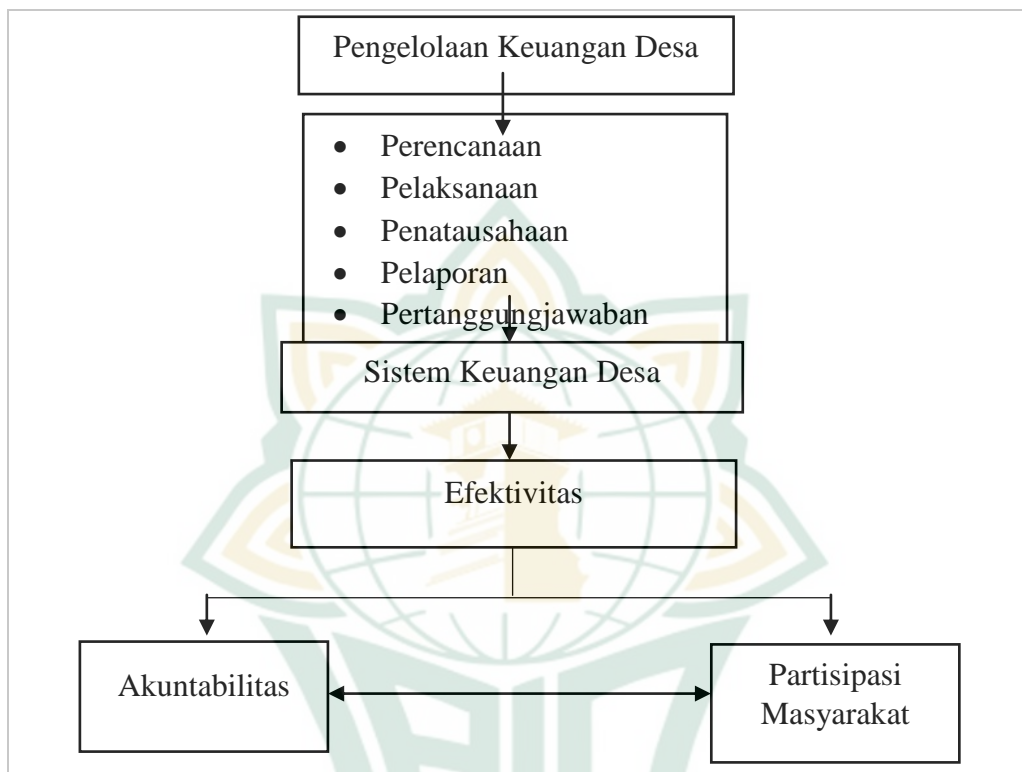 Pengelolaan Keuangan Desa
• Perencanaan
• Pelaksanaan
• Penatausahaan
• Pelaporan
• Pertanggungjawaban
Sistem Keuangan Desa
Efektivitas
Akuntabilitas
Partisipasi
Masyarakat